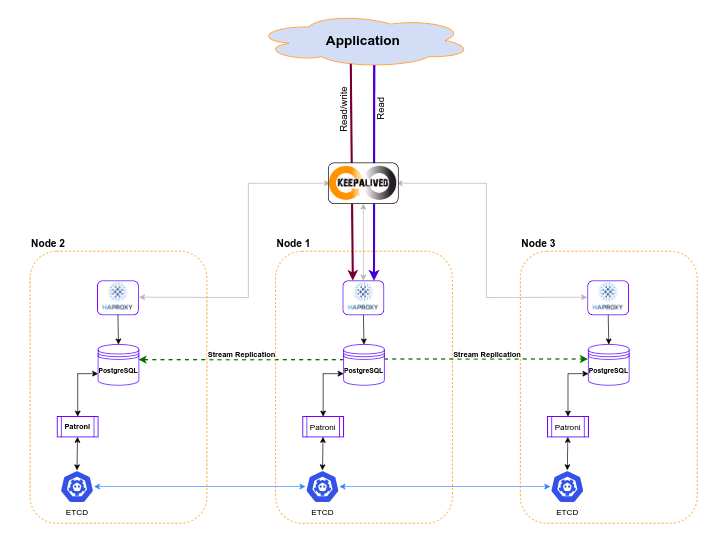 Application
Read/write
Read
KEEPALIVED
Node 2
Node 1
Node 3
HAPROXY
HAPROXY
HAPROXY
Stream Replication
Stream Replication
PostgreSQL
PostgreSQL
PostgreSQL
Patroni
Patroni
Patroni
ETCD
ETCD
ETCD